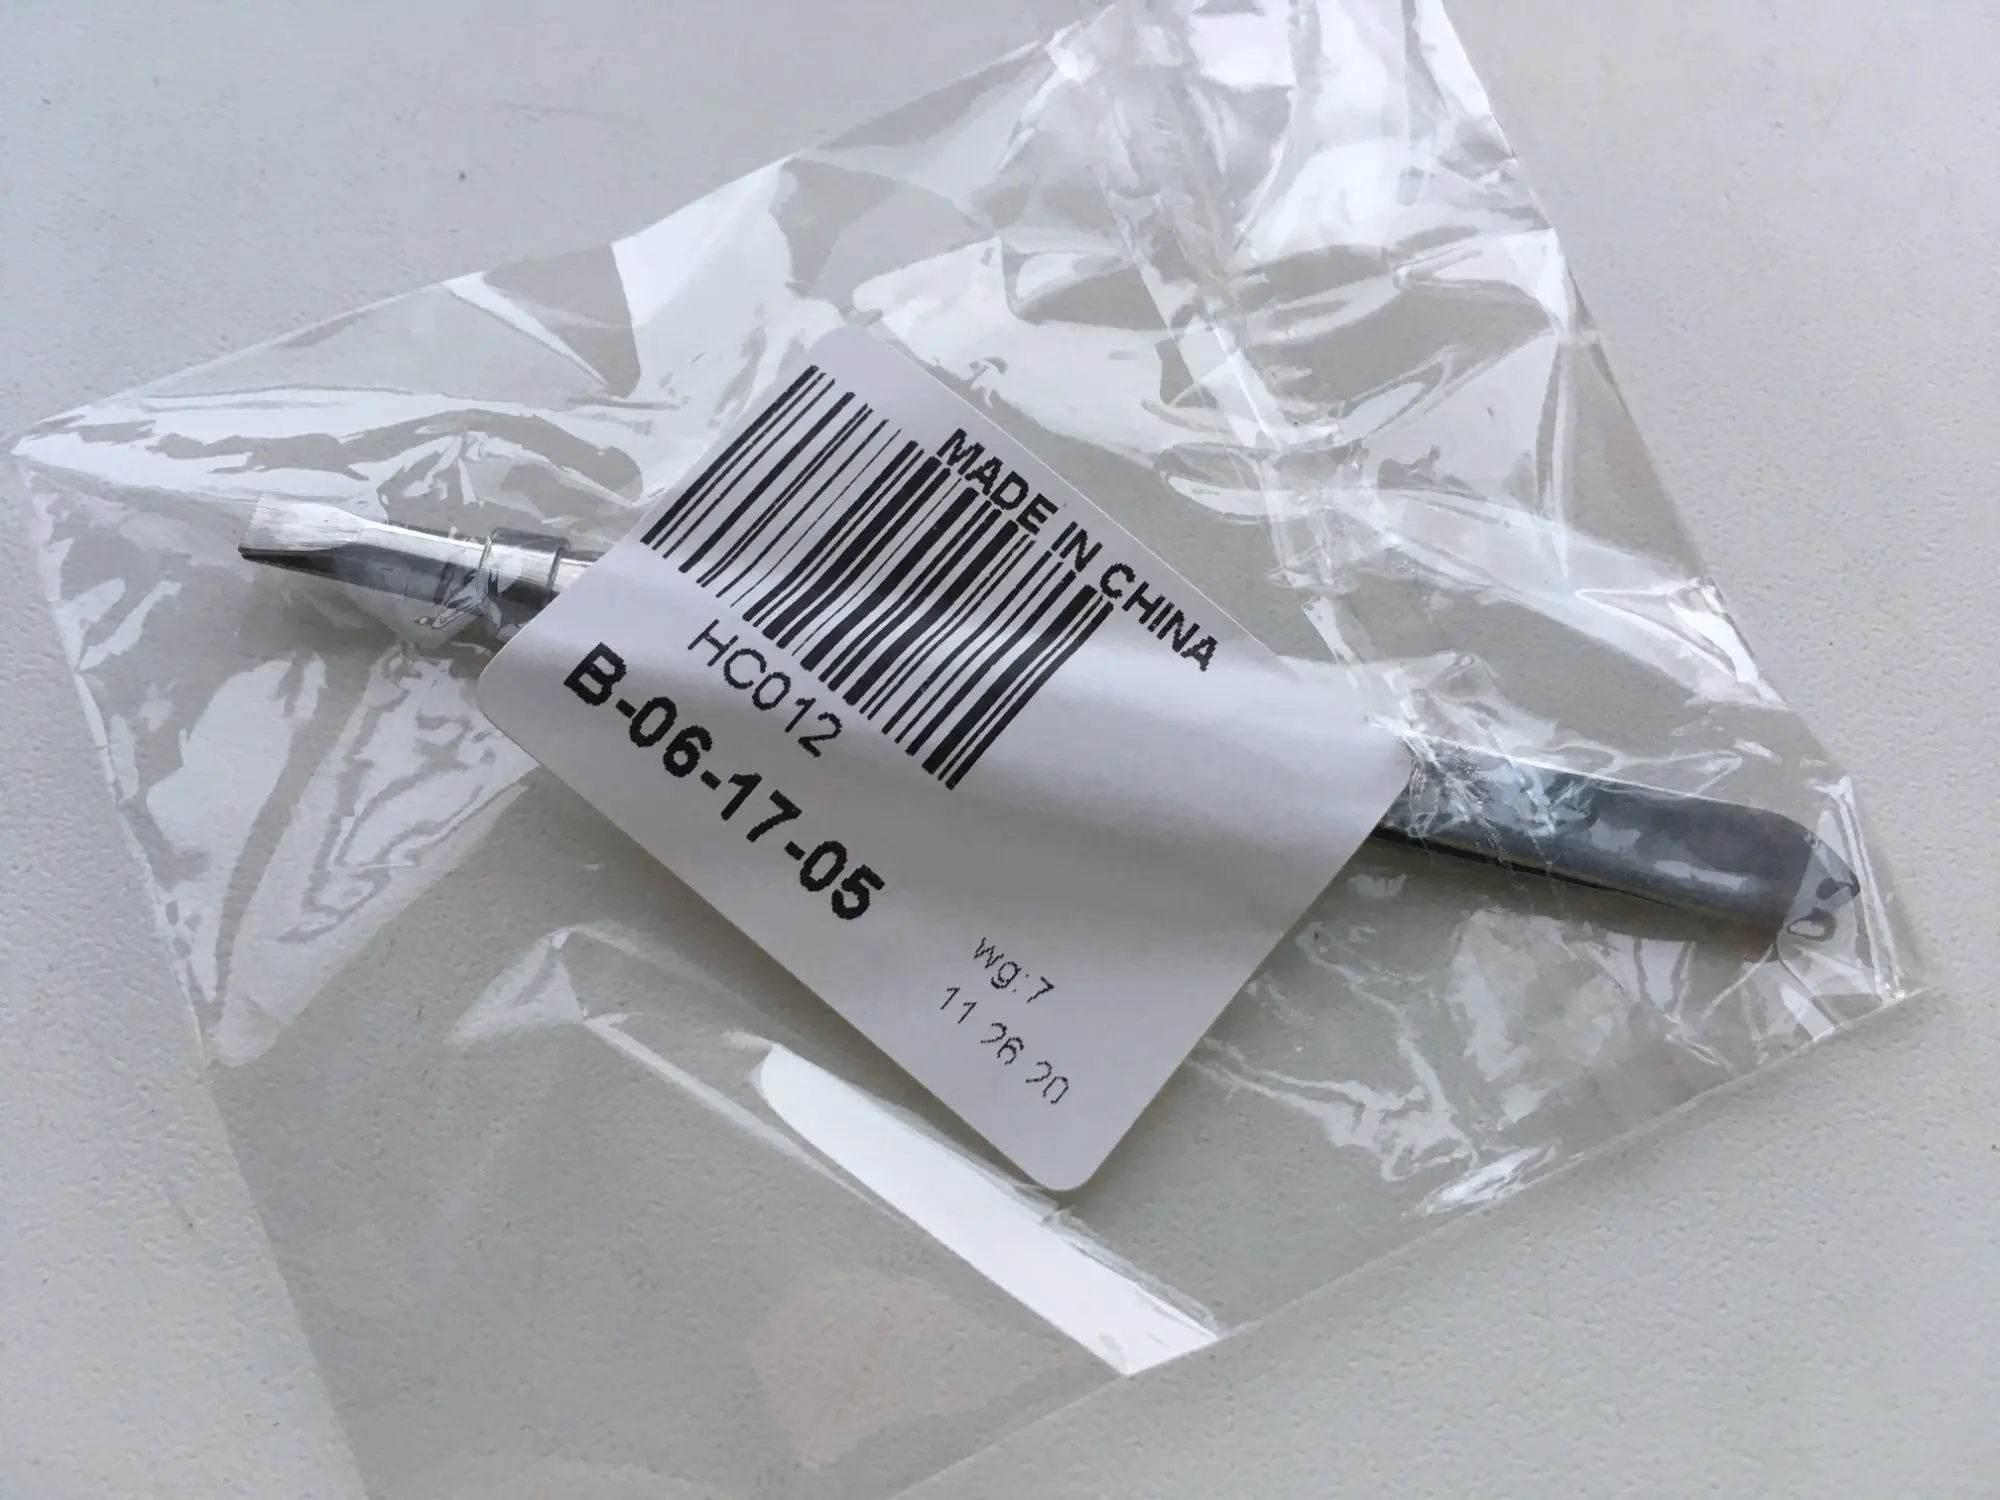 MADE IN CHINA
HC012
B-06-17-05
wg:7
11 26 20